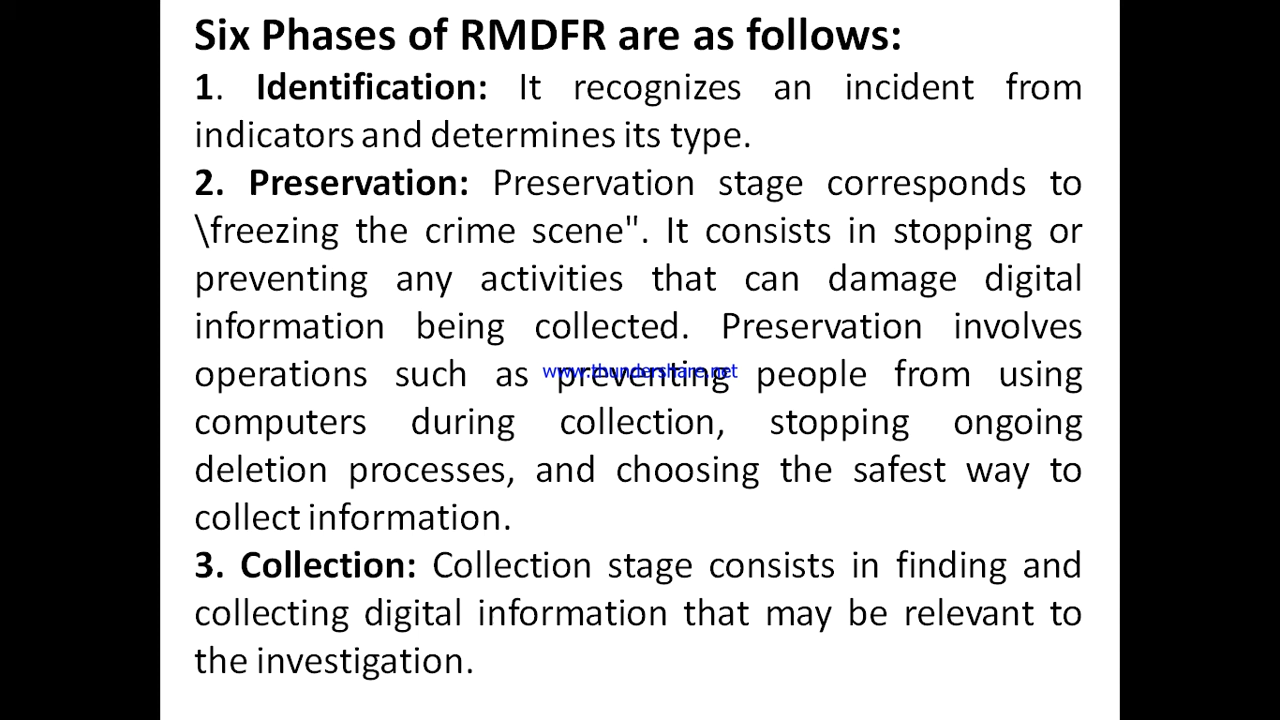 Six Phases of RMDFR are as follows:
1. Identification: It recognizes an incident from
indicators and determines its type.
2. Preservation: Preservation stage corresponds to
\freezing the crime scene". It consists in stopping or
preventing any activities that can damage digital
information being collected. Preservation involves
operations such as preventing people from using
www.thundershare.net
computers during collection, stopping ongoing
deletion processes, and choosing the safest way to
collect information.
3. Collection: Collection stage consists in finding and
collecting digital information that may be relevant to
the investigation.